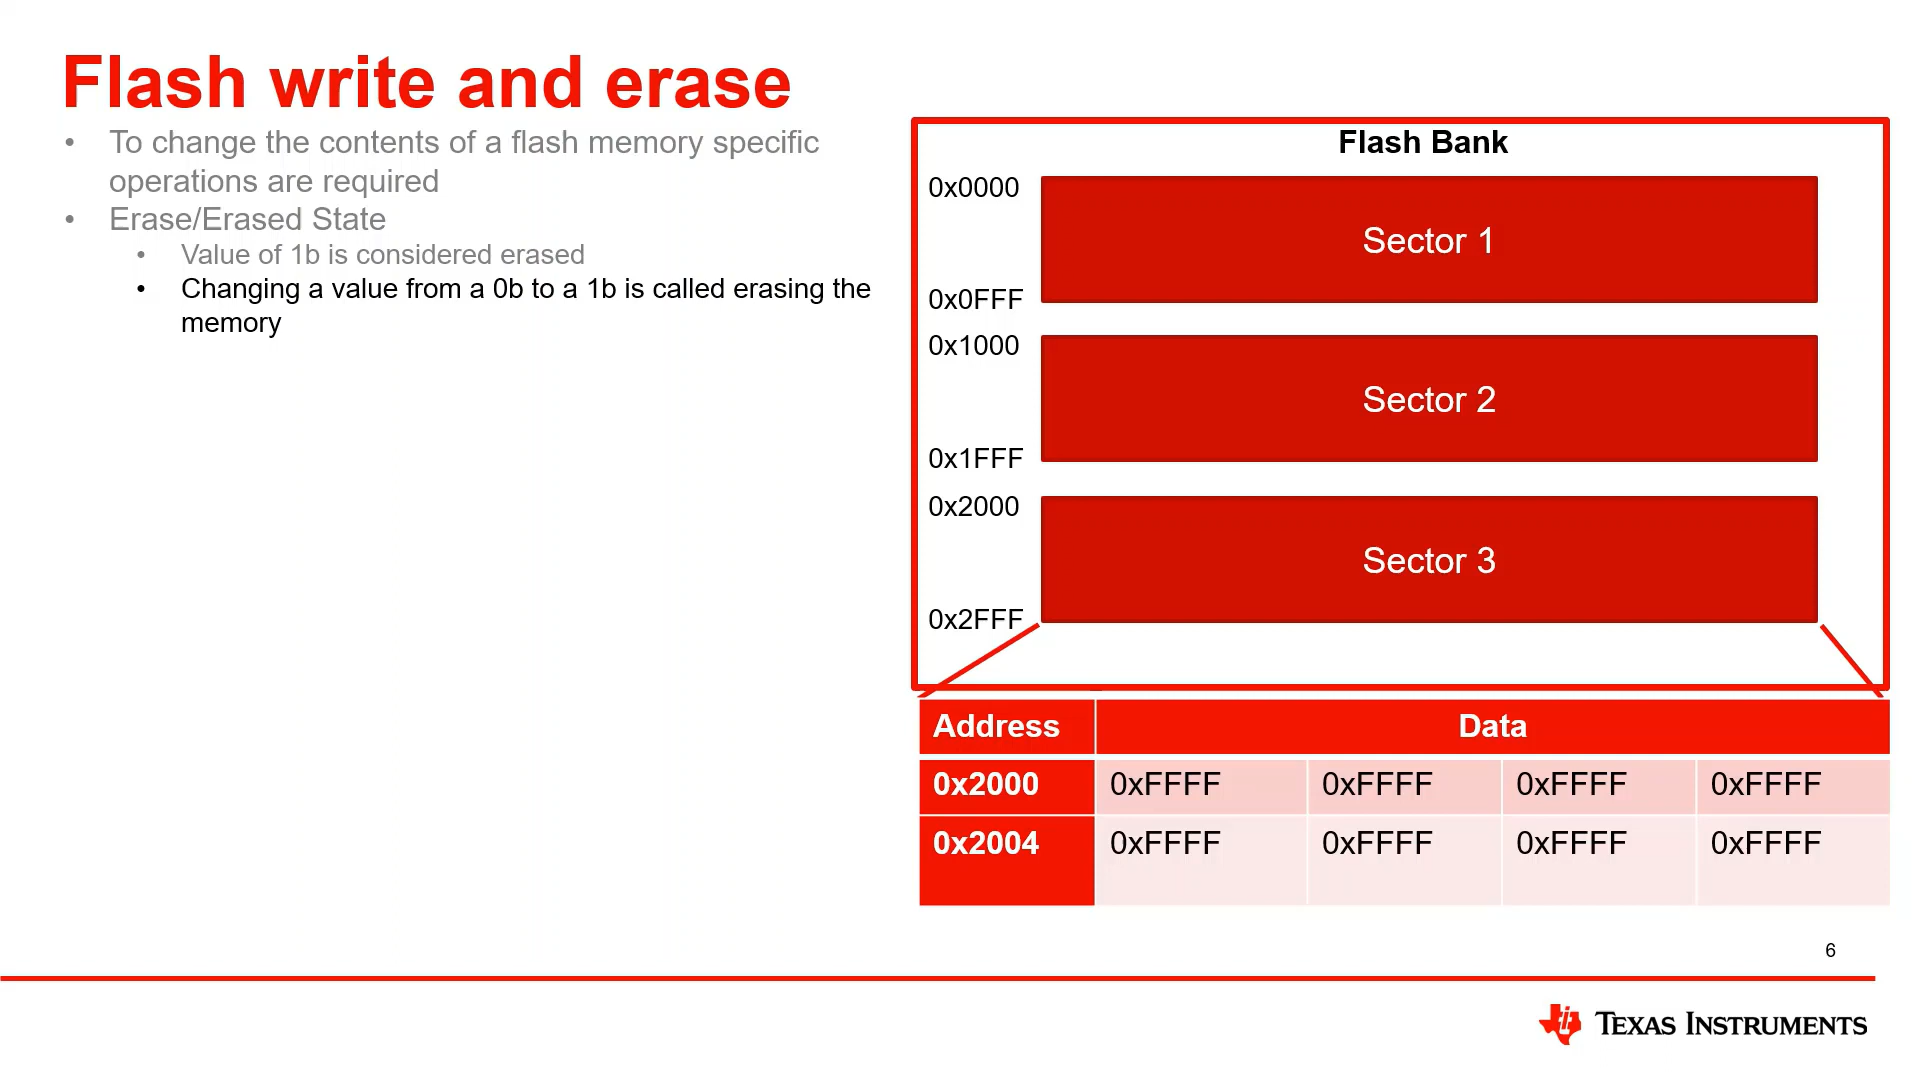 Flash write and erase
• To change the contents of a flash memory specific
operations are required
• Erase/Erased State
• Value of 1b is considered erased
• Changing a value from a 0b to a 1b is called erasing the
memory
Flash Bank
0x0000
Sector 1
0x0FFF
0x1000
Sector 2
0x1FFF
0x2000
Sector 3
0x2FFF
Address Data
0x2000 0xFFFF 0xFFFF 0xFFFF 0xFFFF
0x2004 0xFFFF 0xFFFF 0xFFFF 0xFFFF
6
TEXAS INSTRUMENTS